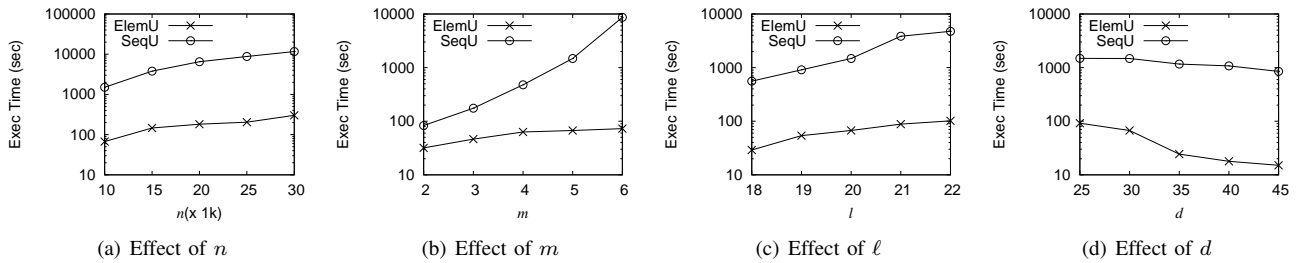 100000
10000
1000
100
10
Exec Time (sec)
ElemU
SeqU
10 15 20 25 30
n(x 1k)
(a) Effect of n
10000
1000
100
10
Exec Time (sec)
ElemU
SeqU
2 3 4 5 6
m
(b) Effect of m
10000
1000
100
10
Exec Time (sec)
ElemU
SeqU
18 19 20 21 22
l
(c) Effect of ℓ
10000
1000
100
10
Exec Time (sec)
ElemU
SeqU
25 30 35 40 45
d
(d) Effect of d